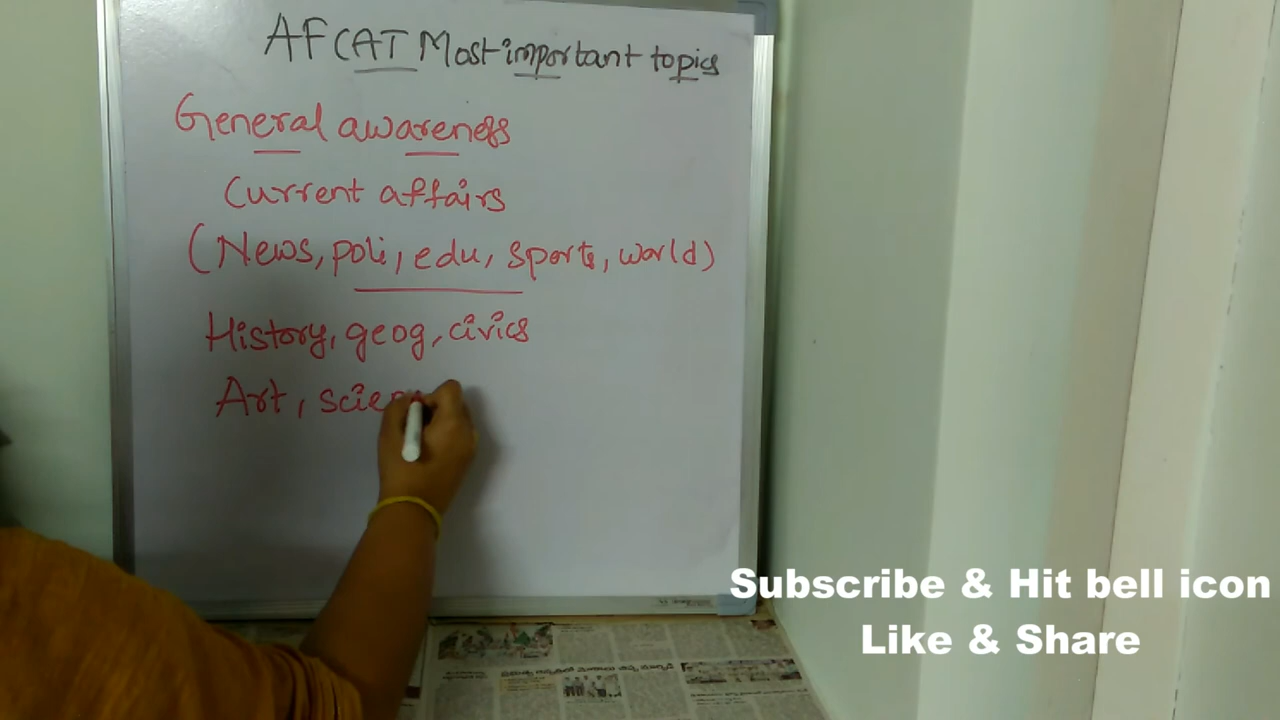 AFCAT Most important topics
General awareness
Current affairs
(News, poli, edu, sports, world)
History, geog, civics
Art,
Subscribe & Hit bell icon
Like & Share